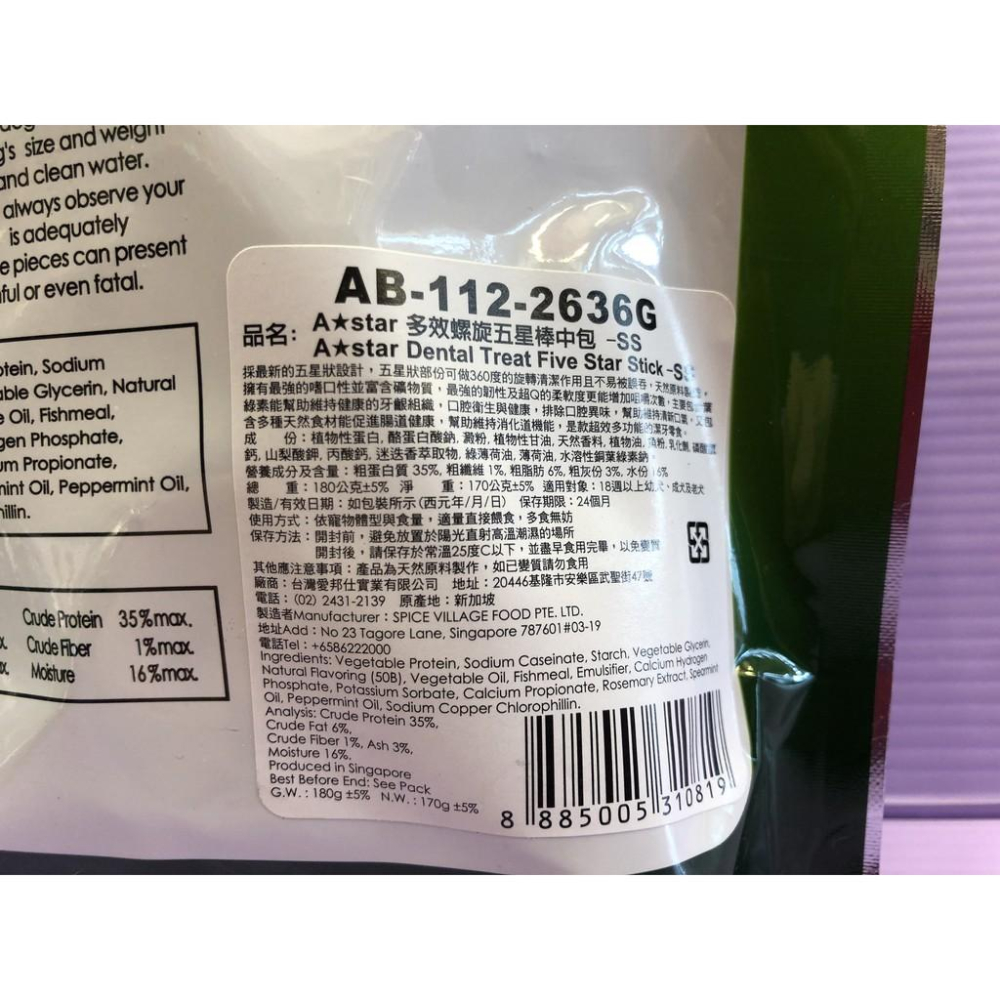 g's size and weight
and clean water.
always observe your
is adequately
e pieces can present
ful or even fatal.
otein, Sodium
able Glycerin, Natural
e Oil, Fishmeal,
gen Phosphate,
um Propionate,
mint Oil, Peppermint Oil,
hillin.
Crude Protein 35%max.
Crude Fiber 1%max.
Moisture 16%max.
AB-112-2636G
品名: A★star 多效螺旋五星棒中包 -SS
A★star Dental Treat Five Star Stick -SS
採最新的五星狀設計,五星狀部份可做360度的旋轉清潔作用且不易被誤吞,天然原料
擁有最強的嗜口性並富含礦物質,最強的韌性及超Q的柔軟度更能增加咀嚼次數,主要
綠素能幫助維持健康的牙齦組織,口腔衛生與健康,排除口腔異味,幫助維持清新口氣
含多種天然食材能促進腸道健康,幫助維持消化道機能,是款超效多功能的潔牙零食。
成 份: 植物性蛋白, 酪蛋白酸鈉, 澱粉, 植物性甘油, 天然香料, 植物油, 魚粉, 乳化劑, 磷酸
鈣, 山梨酸鉀, 丙酸鈣, 迷迭香萃取物, 綠薄荷油, 薄荷油, 水溶性銅葉綠素鈉。
營養成分及含量: 粗蛋白質 35%, 粗纖維 1%, 粗脂肪 6%, 粗灰份 3%, 水份 16%
總 重: 180公克±5% 淨 重: 170公克±5% 適用對象: 18週以上幼犬、成犬及老犬
製造/有效日期: 如包裝所示 (西元年/月/日) 保存期限: 24個月
使用方式: 依寵物體型與食量,適量直接餵食,多食無妨
保存方法: 開封前,避免放置於陽光直射高溫潮濕的場所
開封後,請保存於常溫25度C以下,並盡早食用完畢,以免變質
其他應注意事項: 產品為天然原料製作,如已變質請勿食用
廠商: 台灣愛邦仕實業有限公司 地址: 20446基隆市安樂區武聖街47號
電話: (02) 2431-2139 原產地: 新加坡
製造者Manufacturer: SPICE VILLAGE FOOD PTE. LTD.
地址Add: No 23 Tagore Lane, Singapore 787601#03-19
電話Tel: +6586222000
Ingredients: Vegetable Protein, Sodium Caseinate, Starch, Vegetable Glycerin,
Natural Flavoring (50B), Vegetable Oil, Fishmeal, Emulsifier, Calcium Hydrogen
Phosphate, Potassium Sorbate, Calcium Propionate, Rosemary Extract, Spearmint
Oil, Peppermint Oil, Sodium Copper Chlorophillin.
Analysis: Crude Protein 35%,
Crude Fat 6%,
Crude Fiber 1%, Ash 3%,
Moisture 16%.
Produced in Singapore
Best Before End: See Pack
G.W.: 180g ±5% N.W.: 170g ±5%
8 885005 310819